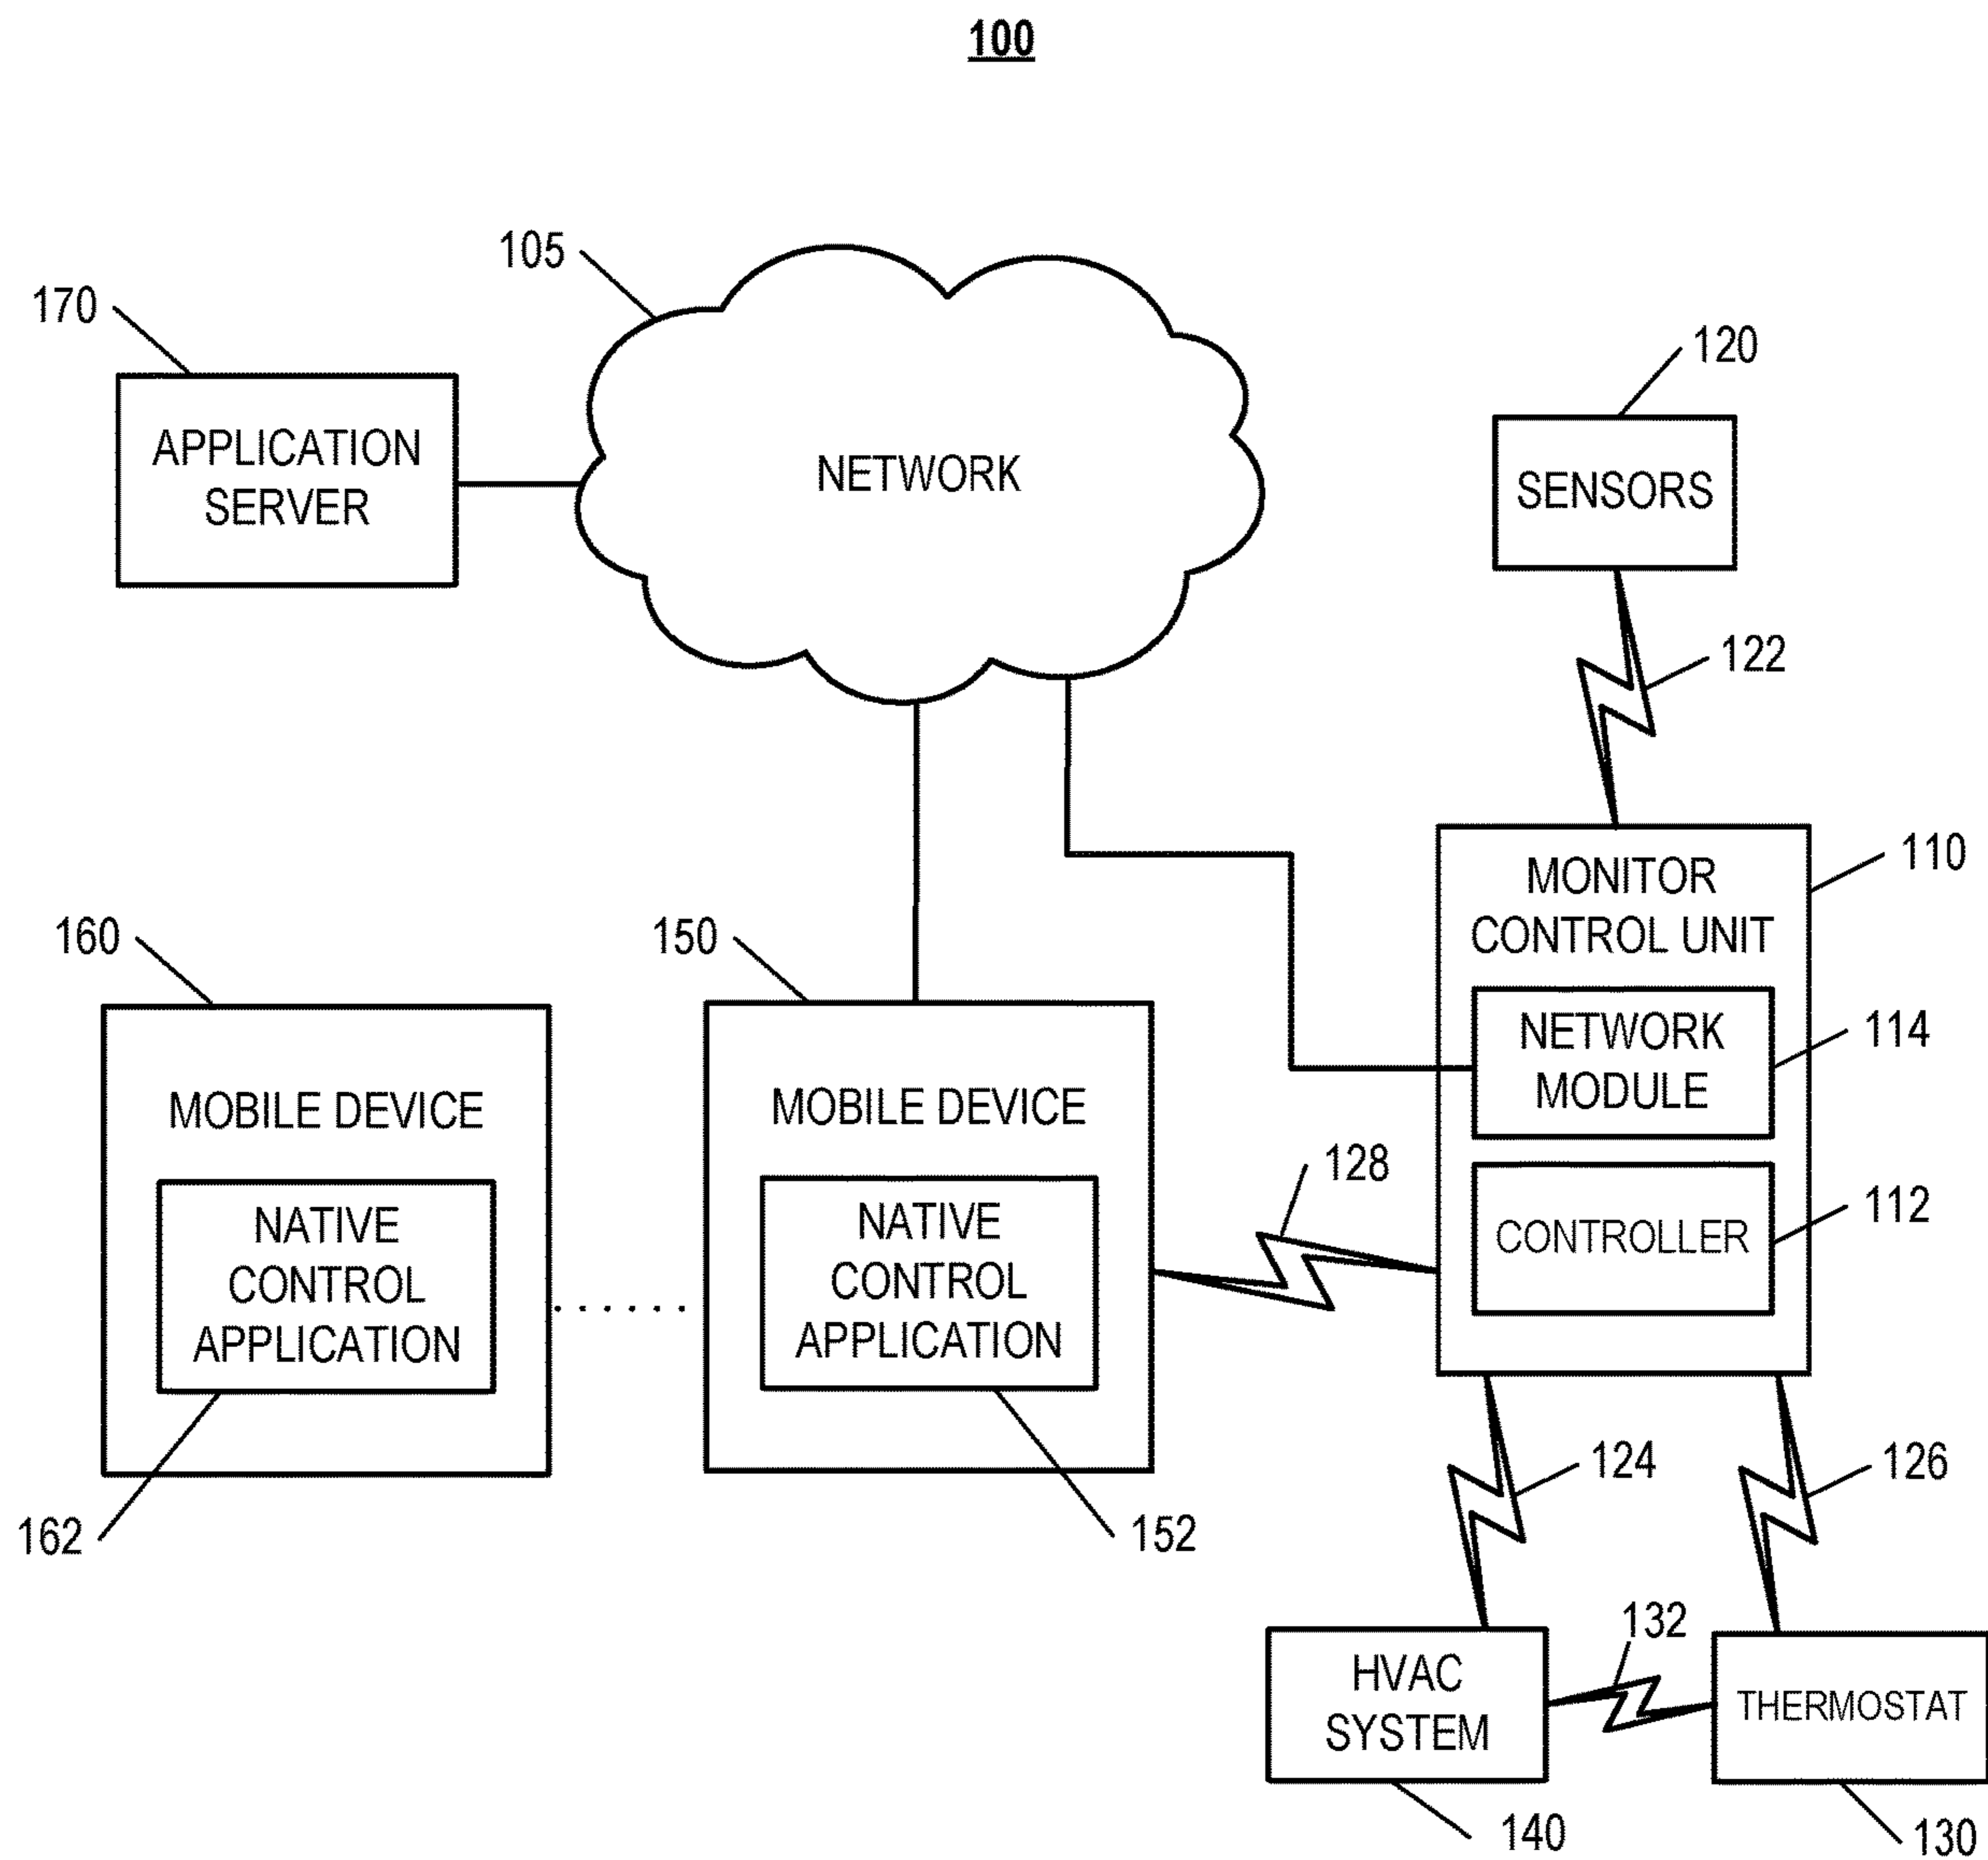 100
105
170
APPLICATION
SERVER
NETWORK
120
SENSORS
122
110
MONITOR
CONTROL UNIT
114
NETWORK
MODULE
112
CONTROLLER
160
MOBILE DEVICE
NATIVE
CONTROL
APPLICATION
162
150
MOBILE DEVICE
NATIVE
CONTROL
APPLICATION
152
128
124
126
132
HVAC
SYSTEM
140
THERMOSTAT
130